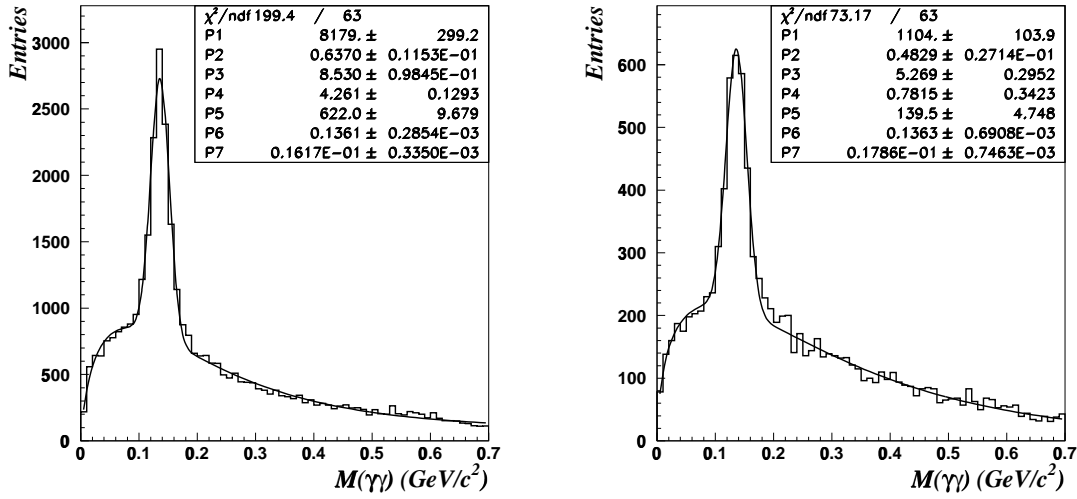 Entries
χ²/ndf 199.4 / 63
P1 8179. ± 299.2
P2 0.6370 ± 0.1153E-01
P3 8.530 ± 0.9845E-01
P4 4.261 ± 0.1293
P5 622.0 ± 9.679
P6 0.1361 ± 0.2854E-03
P7 0.1617E-01 ± 0.3350E-03
3000
2500
2000
1500
1000
500
0
0 0.1 0.2 0.3 0.4 0.5 0.6 0.7
M(γγ) (GeV/c²)
Entries
χ²/ndf 73.17 / 63
P1 1104. ± 103.9
P2 0.4829 ± 0.2714E-01
P3 5.269 ± 0.2952
P4 0.7815 ± 0.3423
P5 139.5 ± 4.748
P6 0.1363 ± 0.6908E-03
P7 0.1786E-01 ± 0.7463E-03
600
500
400
300
200
100
0
0 0.1 0.2 0.3 0.4 0.5 0.6 0.7
M(γγ) (GeV/c²)